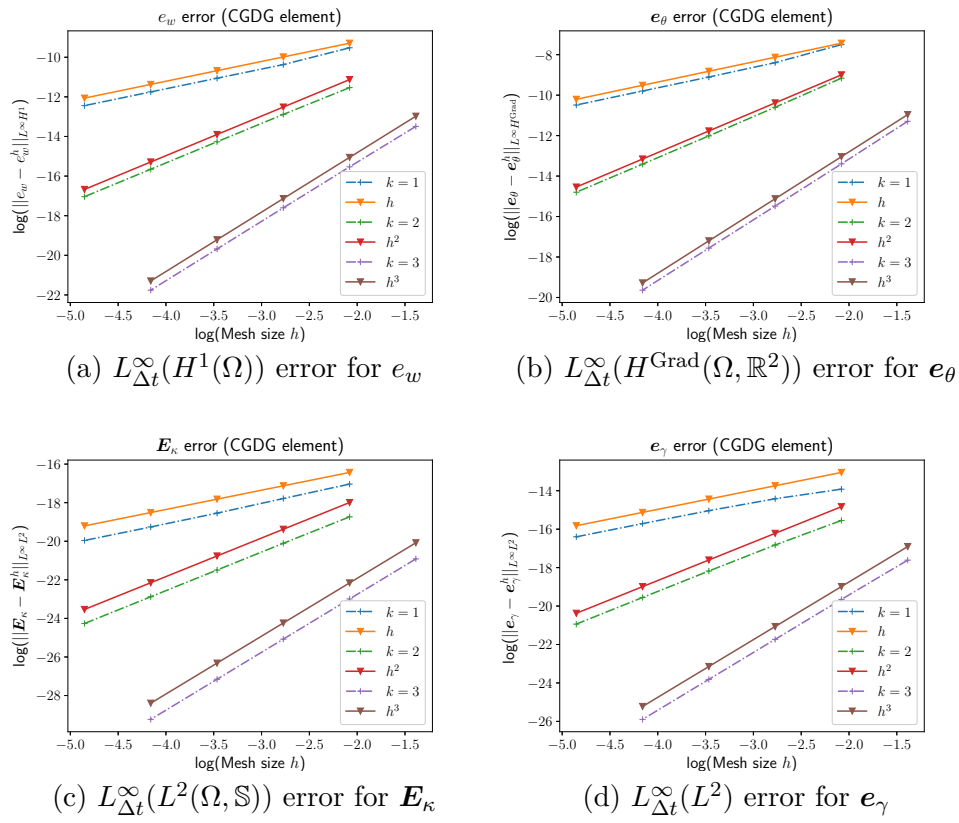 e_w error (CGDG element)
log(||e_w − e_w^h||_{L^∞H^1})
−10
−12
−14
−16
−18
−20
−22
k = 1
h
k = 2
h^2
k = 3
h^3
−5.0 −4.5 −4.0 −3.5 −3.0 −2.5 −2.0 −1.5
log(Mesh size h)
(a) L^∞_{Δt}(H^1(Ω)) error for e_w
e_θ error (CGDG element)
log(||e_θ − e_θ^h||_{L^∞H^{Grad}})
−8
−10
−12
−14
−16
−18
−20
k = 1
h
k = 2
h^2
k = 3
h^3
−5.0 −4.5 −4.0 −3.5 −3.0 −2.5 −2.0 −1.5
log(Mesh size h)
(b) L^∞_{Δt}(H^{Grad}(Ω, ℝ^2)) error for e_θ
E_κ error (CGDG element)
log(||E_κ − E_κ^h||_{L^∞L^2})
−16
−18
−20
−22
−24
−26
−28
k = 1
h
k = 2
h^2
k = 3
h^3
−5.0 −4.5 −4.0 −3.5 −3.0 −2.5 −2.0 −1.5
log(Mesh size h)
(c) L^∞_{Δt}(L^2(Ω, 𝕊)) error for E_κ
e_γ error (CGDG element)
log(||e_γ − e_γ^h||_{L^∞L^2})
−14
−16
−18
−20
−22
−24
−26
k = 1
h
k = 2
h^2
k = 3
h^3
−5.0 −4.5 −4.0 −3.5 −3.0 −2.5 −2.0 −1.5
log(Mesh size h)
(d) L^∞_{Δt}(L^2) error for e_γ